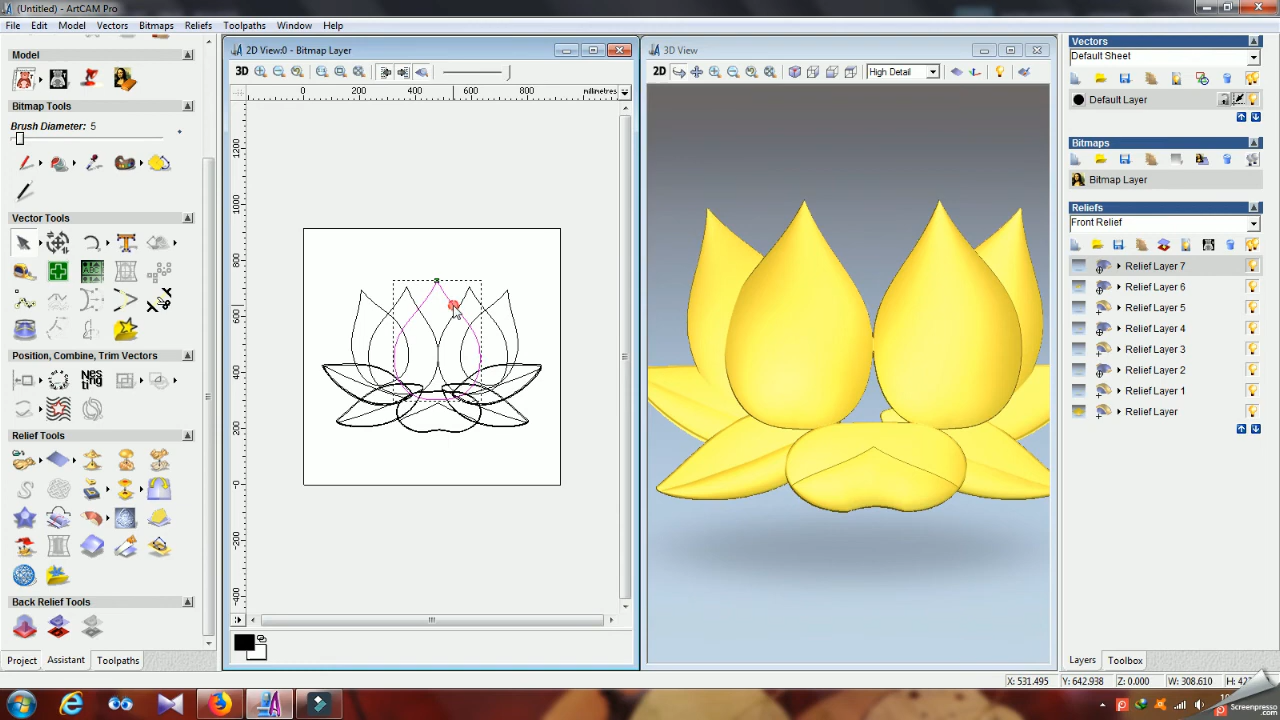 (Untitled) - ArtCAM Pro
File Edit Model Vectors Bitmaps Reliefs Toolpaths Window Help
Model
Bitmap Tools
Brush Diameter: 5
Vector Tools
ABC
Position, Combine, Trim Vectors
Relief Tools
Back Relief Tools
Project Assistant Toolpaths
2D View:0 - Bitmap Layer
3D
0 200 400 600 800 millimetres
1200
1000
800
600
400
200
-0
-200
-400
3D View
2D High Detail
Vectors
Default Sheet
Default Layer
Bitmaps
Bitmap Layer
Reliefs
Front Relief
Relief Layer 7
Relief Layer 6
Relief Layer 5
Relief Layer 4
Relief Layer 3
Relief Layer 2
Relief Layer 1
Relief Layer
Layers Toolbox
X: 531.495 Y: 642.938 Z: 0.000 W: 308.610
Screenpresso
.com